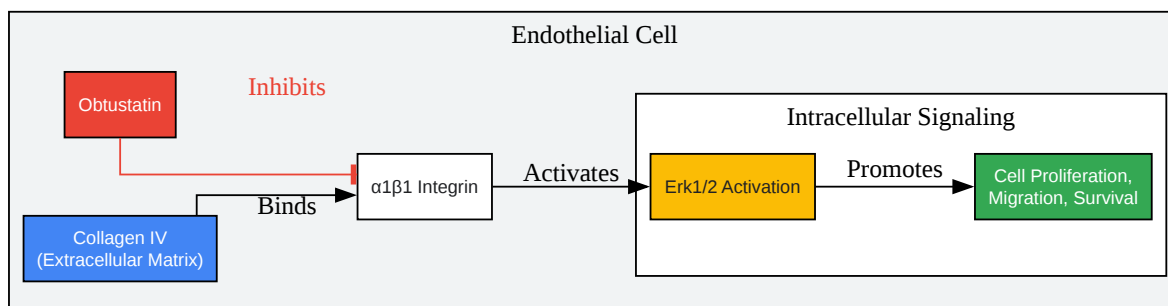 Endothelial Cell
Obtustatin
Inhibits
Intracellular Signaling
α1β1 Integrin
Activates
Erk1/2 Activation
Promotes
Cell Proliferation,
Migration, Survival
Binds
Collagen IV
(Extracellular Matrix)